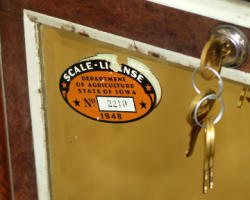 SCALE-LICENSE
DEPARTMENT
OF AGRICULTURE
STATE OF IOWA
No 2210
1948